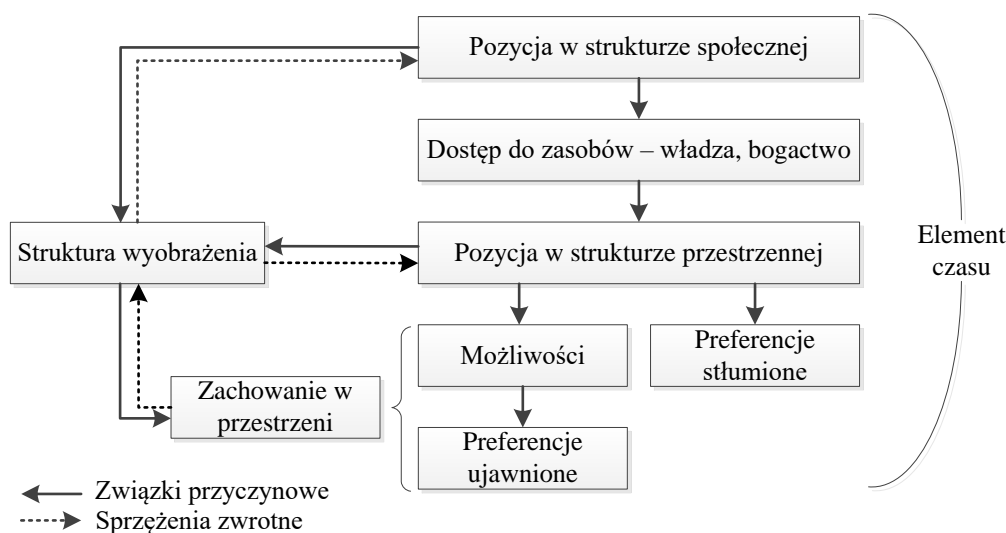 Pozycja w strukturze społecznej
Dostęp do zasobów – władza, bogactwo
Struktura wyobrażenia
Pozycja w strukturze przestrzennej
Element
czasu
Możliwości
Preferencje
stłumione
Zachowanie w
przestrzeni
Preferencje
ujawnione
Związki przyczynowe
Sprzężenia zwrotne